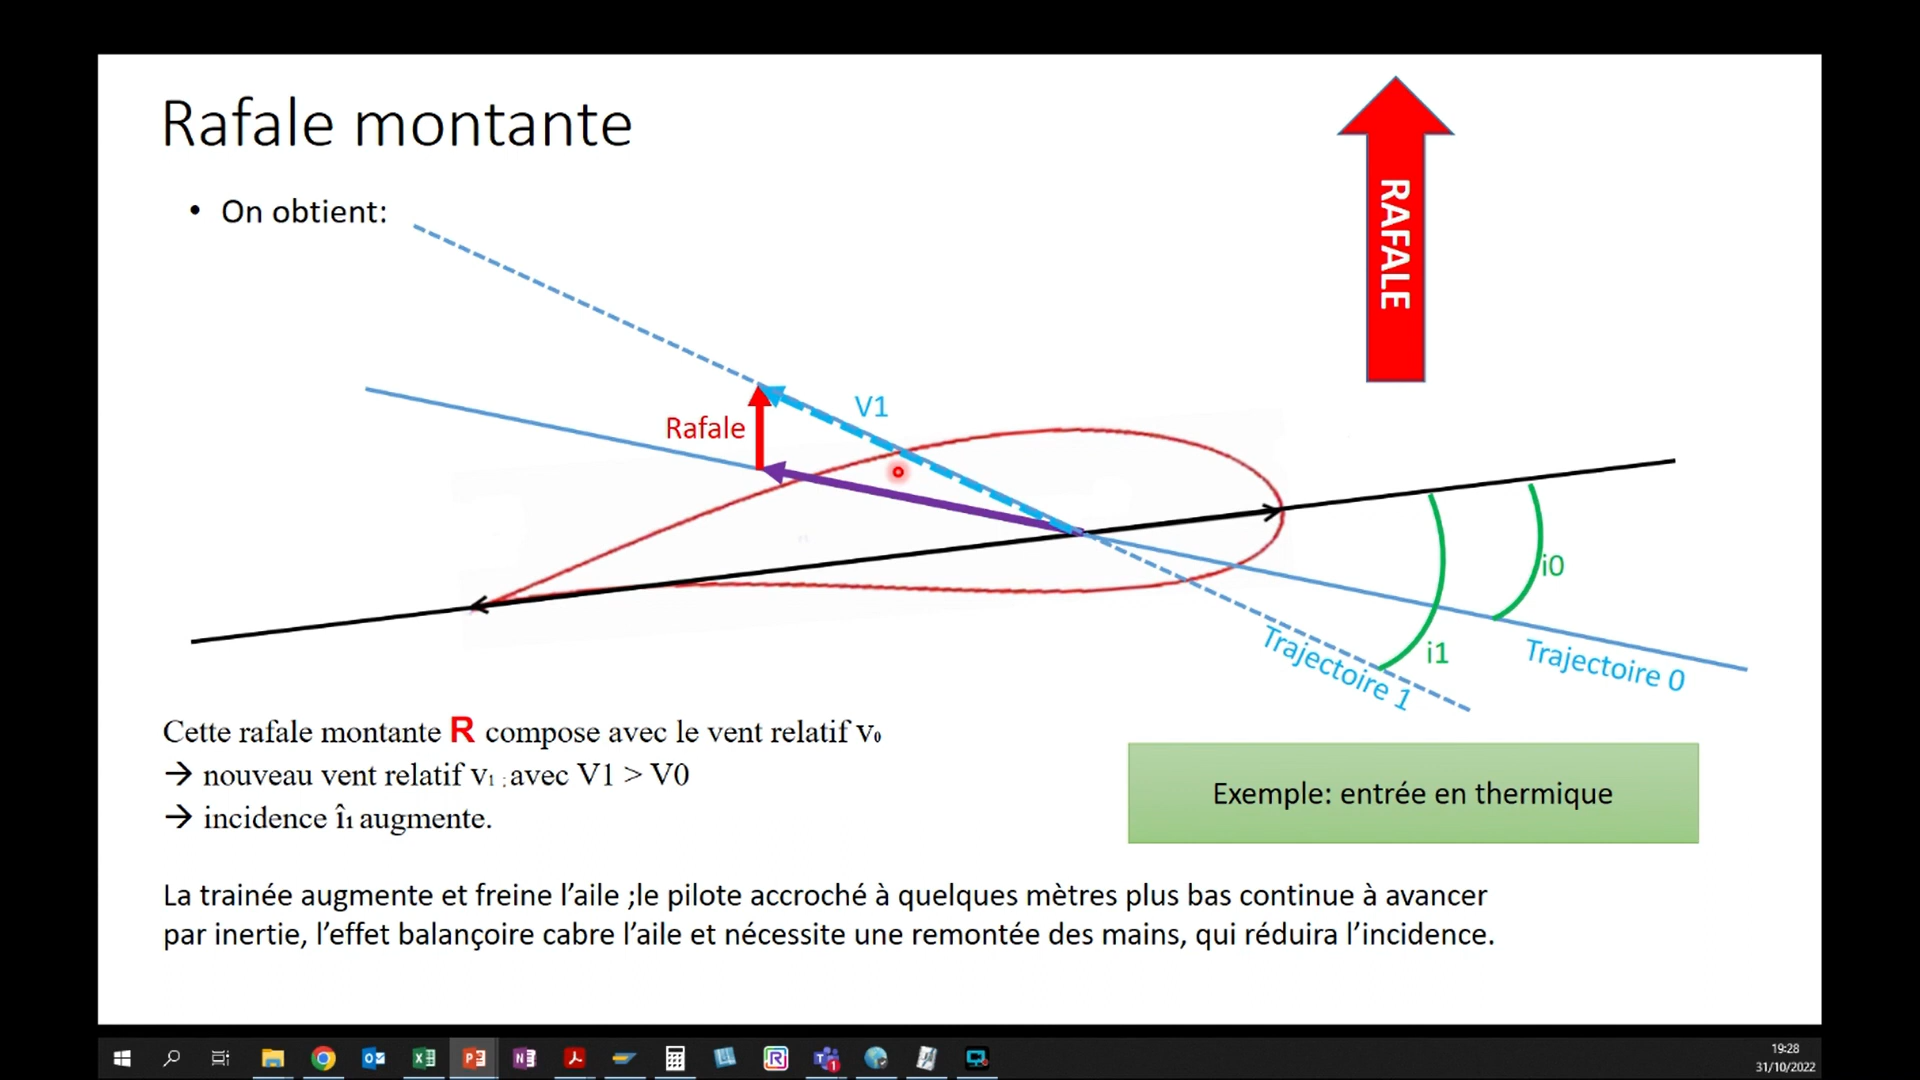 Rafale montante
• On obtient:
RAFALE
V1
Rafale
i0
i1
Trajectoire 0
Trajectoire 1
Cette rafale montante R compose avec le vent relatif v₀
→ nouveau vent relatif v₁ : avec V1 > V0
→ incidence î₁ augmente.
Exemple: entrée en thermique
La trainée augmente et freine l’aile ;le pilote accroché à quelques mètres plus bas continue à avancer
par inertie, l’effet balançoire cabre l’aile et nécessite une remontée des mains, qui réduira l’incidence.
19:28
31/10/2022